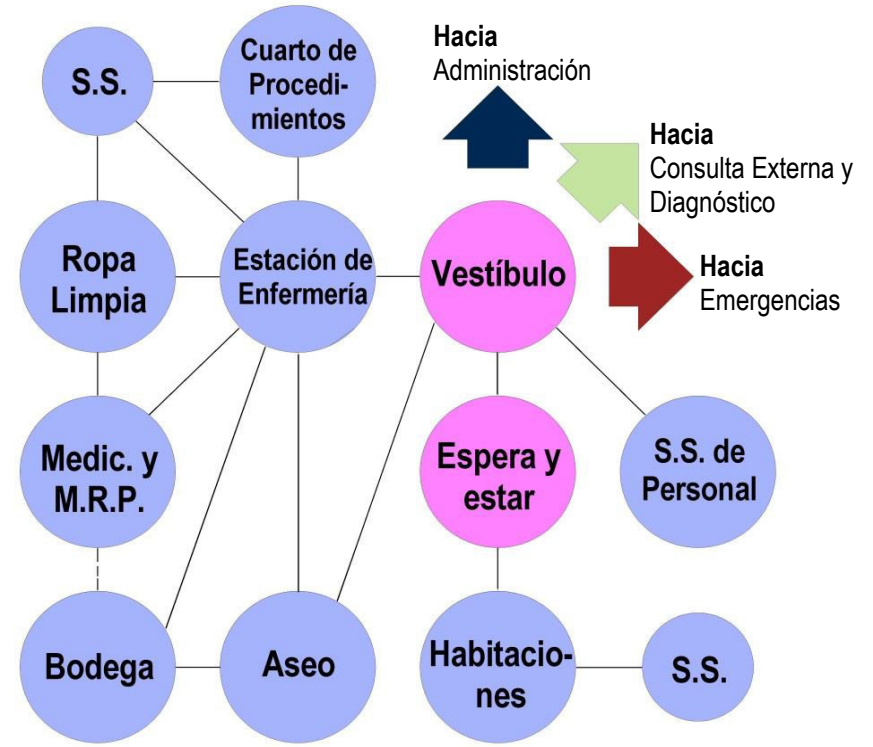 S.S.
Cuarto de
Procedi-
mientos
Hacia
Administración
Hacia
Consulta Externa y
Diagnóstico
Ropa
Limpia
Estación de
Enfermería
Vestíbulo
Hacia
Emergencias
Medic. y
M.R.P.
Espera y
estar
S.S. de
Personal
Bodega
Aseo
Habitacio-
nes
S.S.